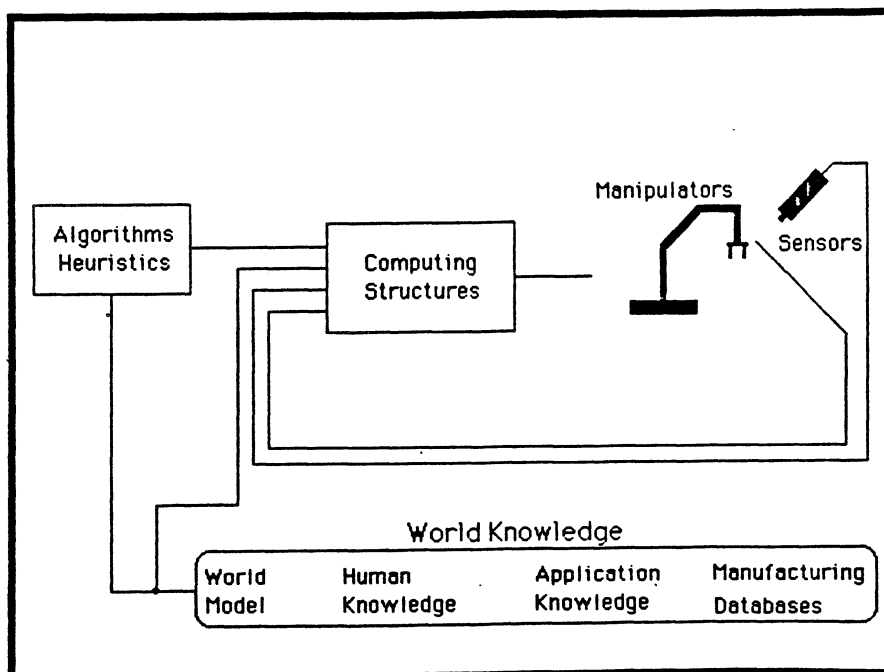 Manipulators
Sensors
Algorithms
Heuristics
Computing
Structures
World Knowledge
World Model
Human Knowledge
Application Knowledge
Manufacturing Databases